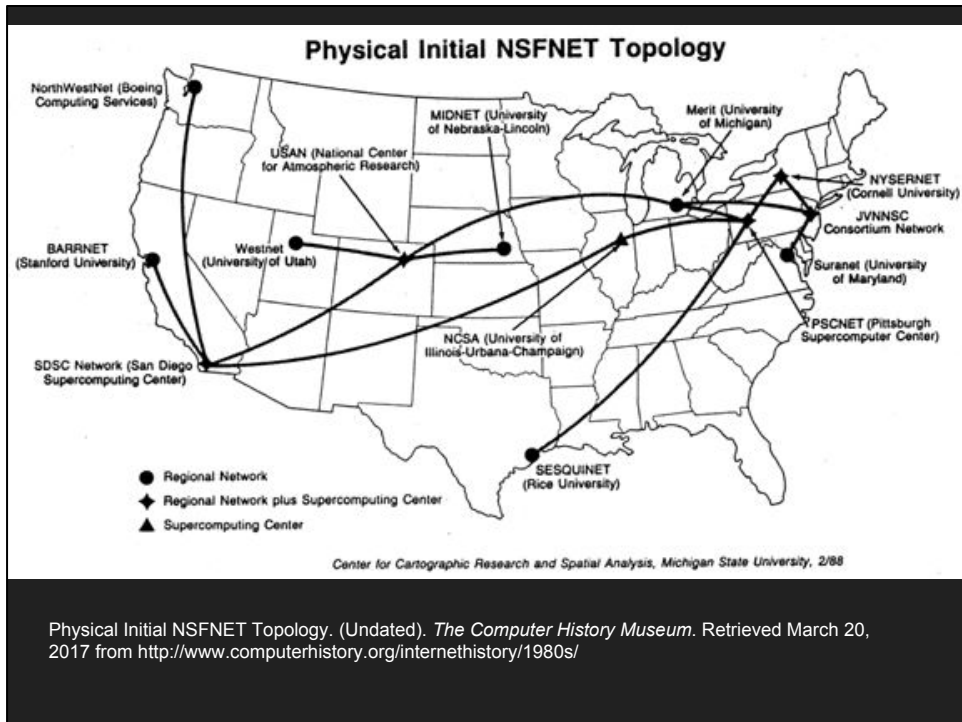 Physical Initial NSFNET Topology
NorthWestNet (Boeing
Computing Services)
MIDNET (University
of Nebraska-Lincoln)
Merit (University
of Michigan)
USAN (National Center
for Atmospheric Research)
NYSERNET
(Cornell University)
JVNNSC
Consortium Network
BARRNET
(Stanford University)
Westnet
(University of Utah)
Suranet (University
of Maryland)
NCSA (University of
Illinois-Urbana-Champaign)
PSCNET (Pittsburgh
Supercomputer Center)
SDSC Network (San Diego
Supercomputing Center)
SESQUINET
(Rice University)
Regional Network
Regional Network plus Supercomputing Center
Supercomputing Center
Center for Cartographic Research and Spatial Analysis, Michigan State University, 2/88
Physical Initial NSFNET Topology. (Undated). The Computer History Museum. Retrieved March 20,
2017 from http://www.computerhistory.org/internethistory/1980s/